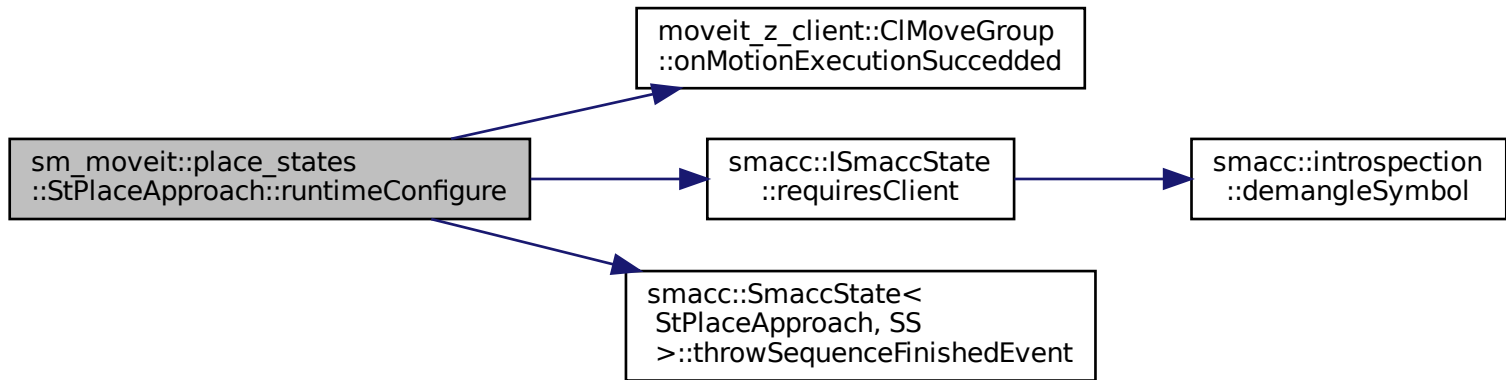 moveit_z_client::ClMoveGroup
::onMotionExecutionSuccedded
sm_moveit::place_states
::StPlaceApproach::runtimeConfigure
smacc::ISmaccState
::requiresClient
smacc::introspection
::demangleSymbol
smacc::SmaccState<
StPlaceApproach, SS
>::throwSequenceFinishedEvent